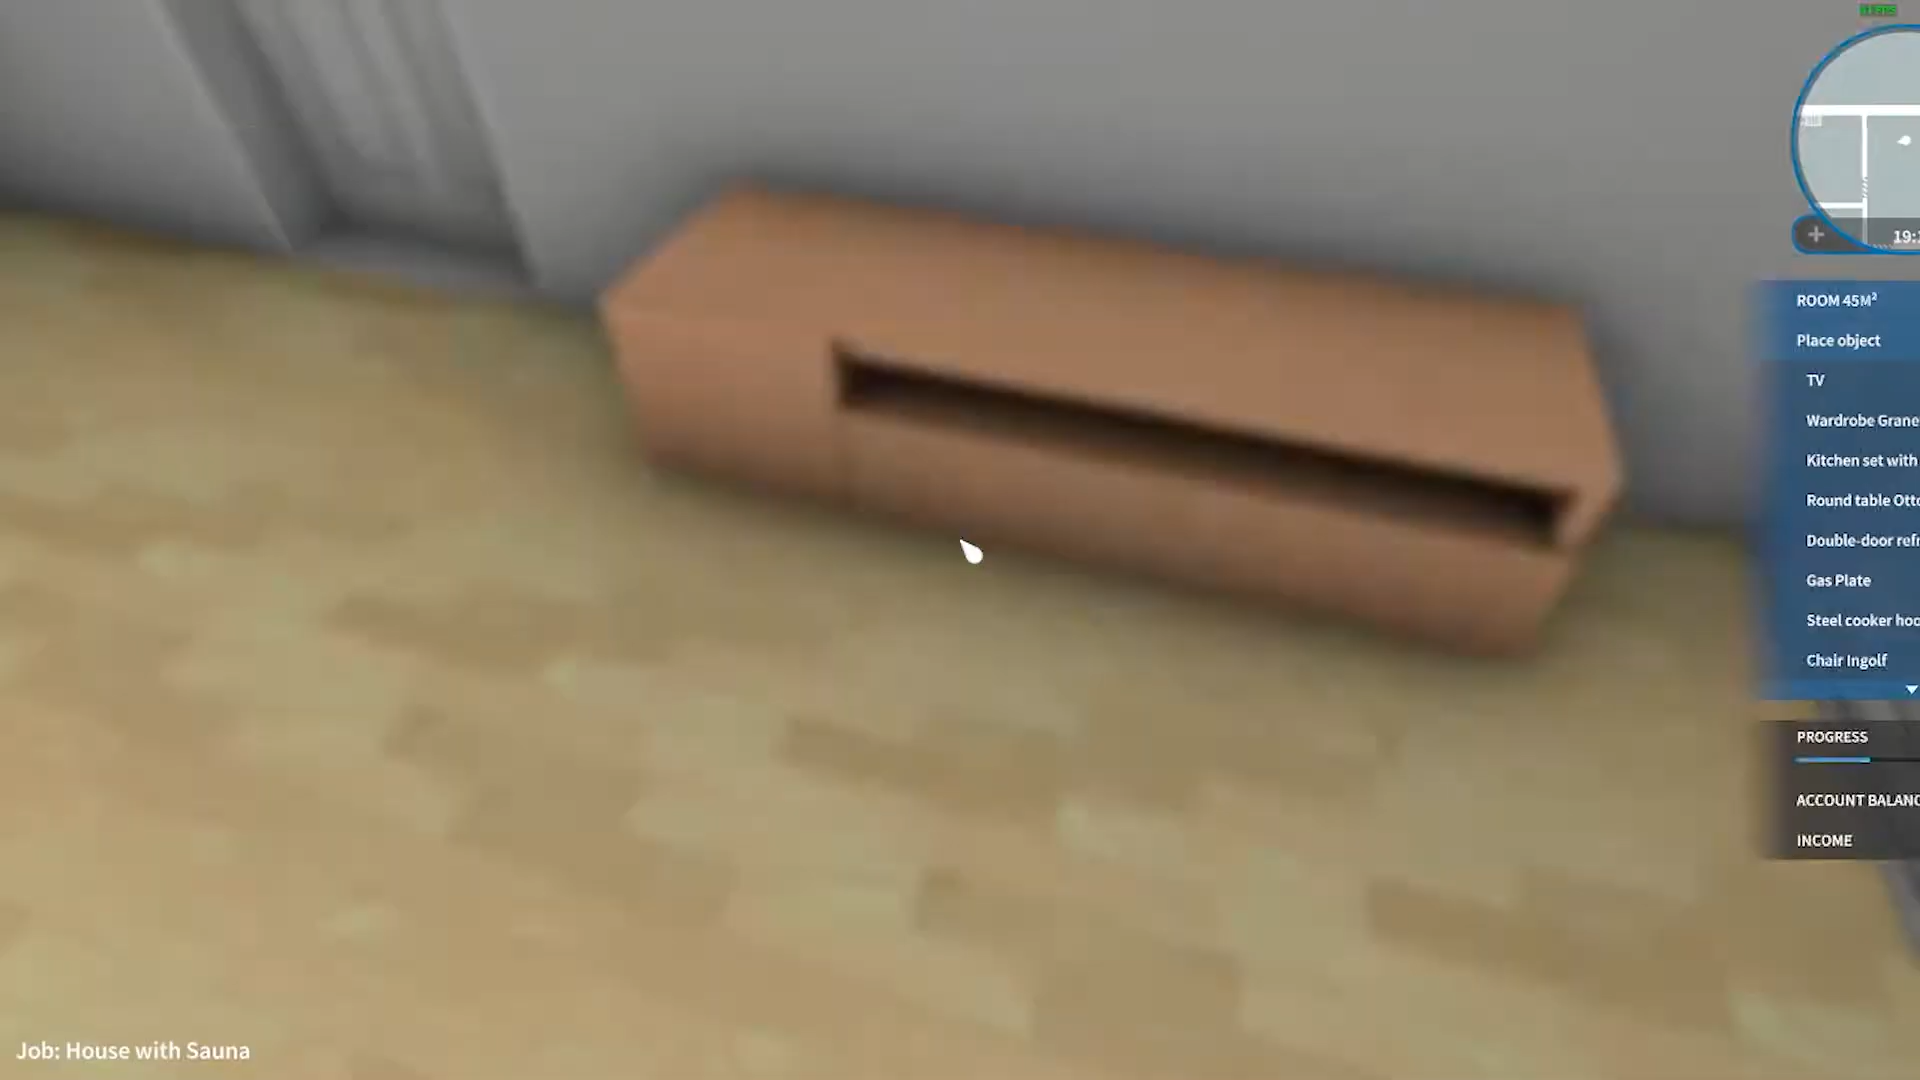 19:
ROOM 45M²
Place object
TV
Wardrobe Grane
Kitchen set with
Round table Otto
Double-door refr
Gas Plate
Steel cooker hoo
Chair Ingolf
PROGRESS
ACCOUNT BALANC
INCOME
Job: House with Sauna